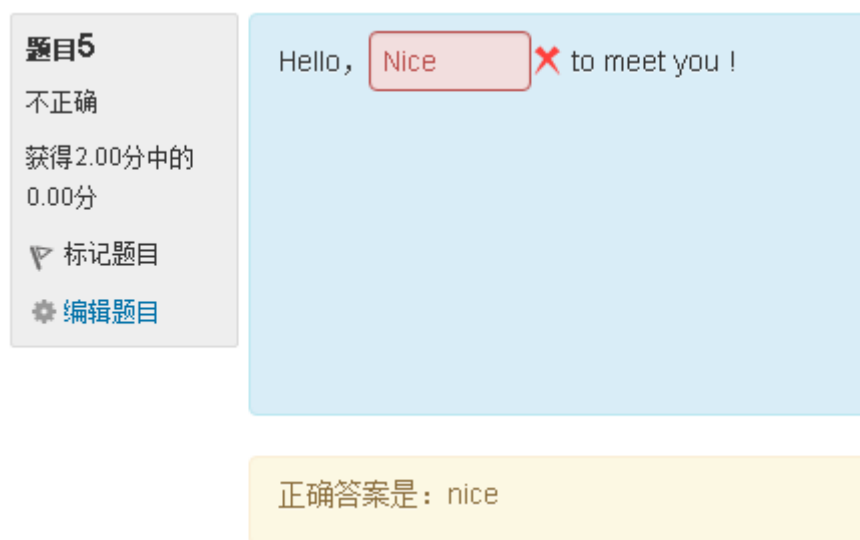 题目5
不正确
获得2.00分中的
0.00分
标记题目
编辑题目
Hello, Nice to meet you !
正确答案是：nice